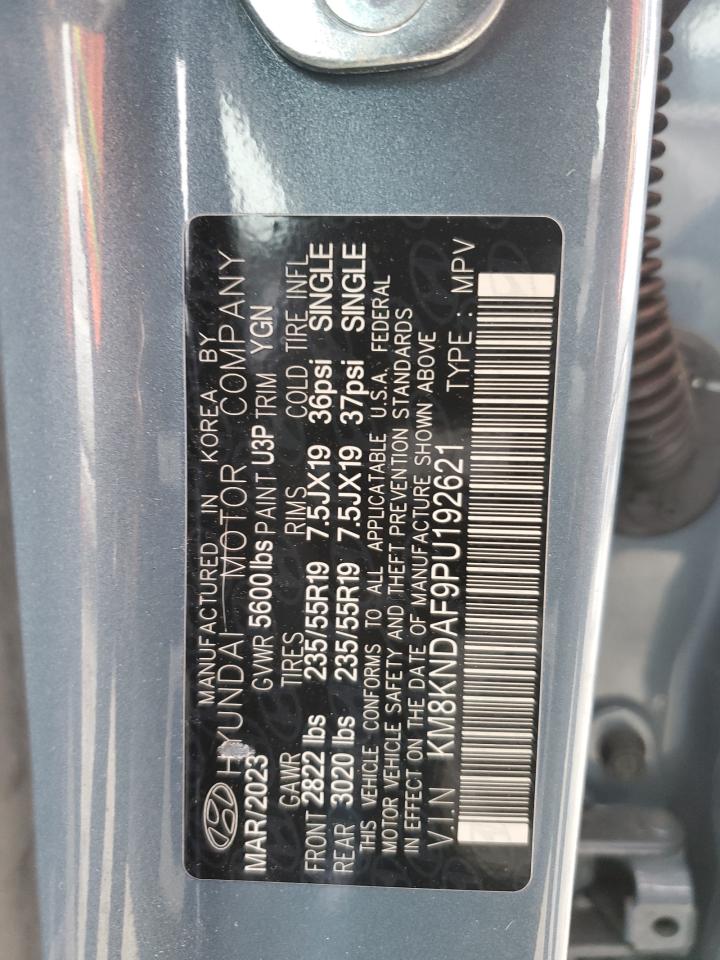 MANUFACTURED IN KOREA BY
HYUNDAI MOTOR COMPANY
MAR/2023 GVWR 5600lbs PAINT U3P TRIM YGN
GAWR TIRES RIMS COLD TIRE INFL
FRONT 2822 lbs 235/55R19 7.5JX19 36psi SINGLE
REAR 3020 lbs 235/55R19 7.5JX19 37psi SINGLE
THIS VEHICLE CONFORMS TO ALL APPLICATABLE U.S.A. FEDERAL
MOTOR VEHICLE SAFETY AND THEFT PREVENTION STANDARDS
IN EFFECT ON THE DATE OF MANUFACTURE SHOWN ABOVE
V.I.N KM8KNDAF9PU192621 TYPE : MPV